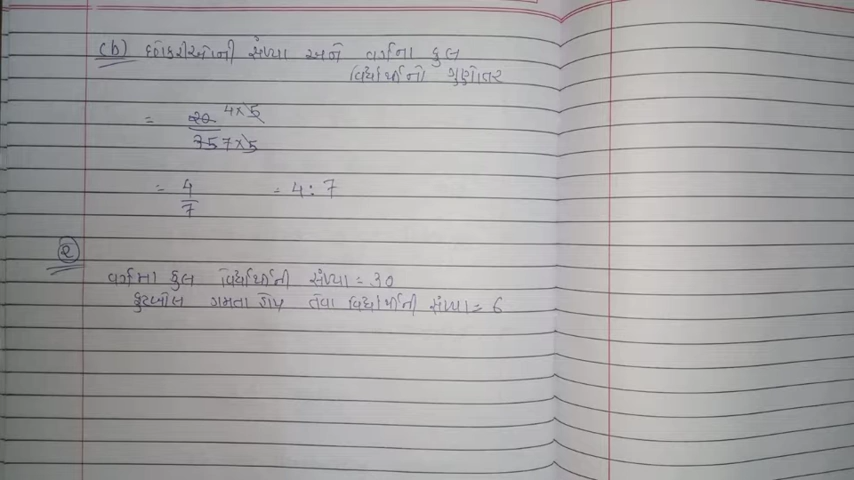 (b) છોકરીઓની સંખ્યા અને વર્ગના કુલ
વિદ્યાર્થીનો ગુણોત્તર
= 20 4×5
35 7×5
= 4 = 4 : 7
7
૨
વર્ગમાં કુલ વિદ્યાર્થીની સંખ્યા = 30
ફુટબોલ ગમતા હોય તેવા વિદ્યાર્થીની સંખ્યા = 6